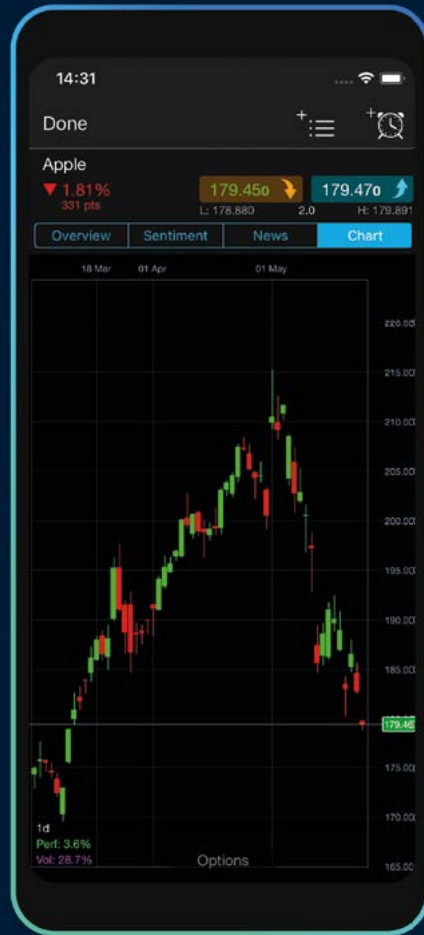 14:31
Done
Apple
▼ 1.81%
331 pts
179.450
179.470
L: 178.880 2.0 H: 179.891
Overview Sentiment News Chart
18 Mar 01 Apr 01 May
220.00
215.00
210.00
205.00
200.00
195.00
190.00
185.00
179.46
175.00
170.00
165.00
1d
Perf: 3.6%
Vol: 28.7%
Options